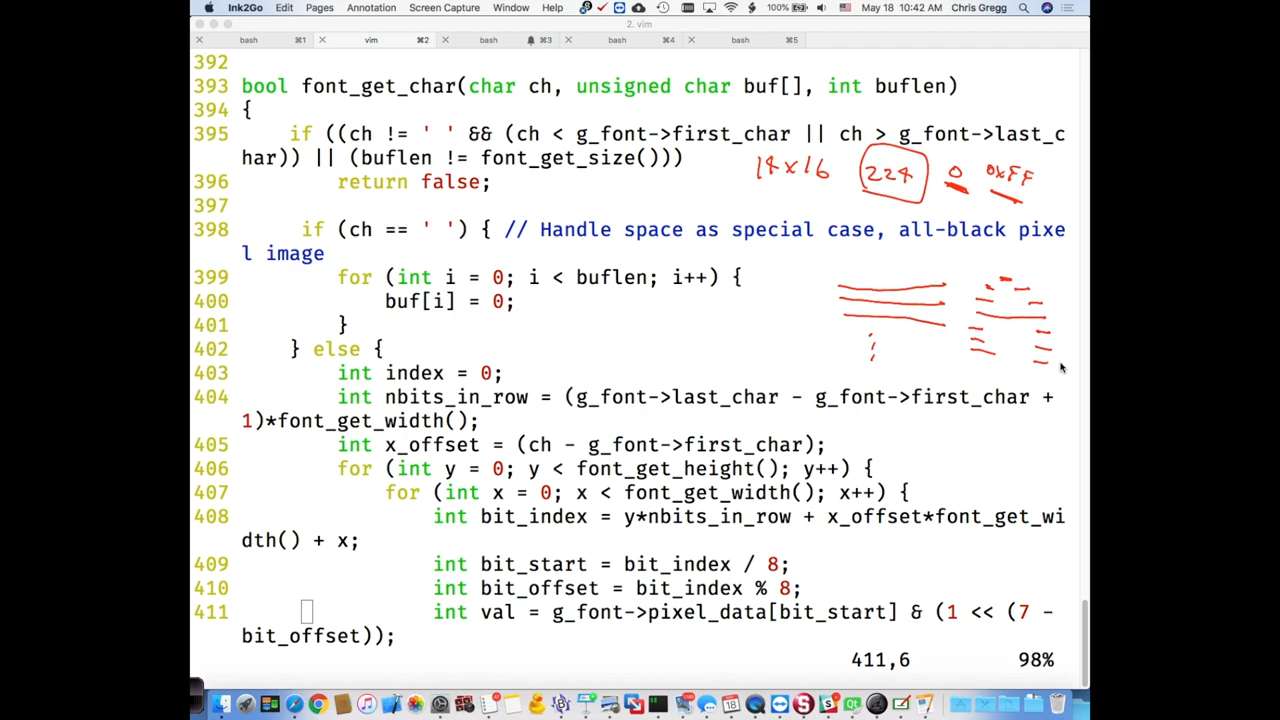 Ink2Go Edit Pages Annotation Screen Capture Window Help 100% May 18 10:42 AM Chris Gregg
2. vim
bash ⌘1 vim ⌘2 bash ⌘3 bash ⌘4 bash ⌘5
392
393 bool font_get_char(char ch, unsigned char buf[], int buflen)
394 {
395 if ((ch != ' ' && (ch < g_font->first_char || ch > g_font->last_c
har)) || (buflen != font_get_size()))
14x16 224 0 0xFF
396 return false;
397
398 if (ch == ' ') { // Handle space as special case, all-black pixe
l image
399 for (int i = 0; i < buflen; i++) {
400 buf[i] = 0;
401 }
402 } else {
403 int index = 0;
404 int nbits_in_row = (g_font->last_char - g_font->first_char +
1)*font_get_width();
405 int x_offset = (ch - g_font->first_char);
406 for (int y = 0; y < font_get_height(); y++) {
407 for (int x = 0; x < font_get_width(); x++) {
408 int bit_index = y*nbits_in_row + x_offset*font_get_wi
dth() + x;
409 int bit_start = bit_index / 8;
410 int bit_offset = bit_index % 8;
411 int val = g_font->pixel_data[bit_start] & (1 << (7 -
bit_offset));
411,6 98%